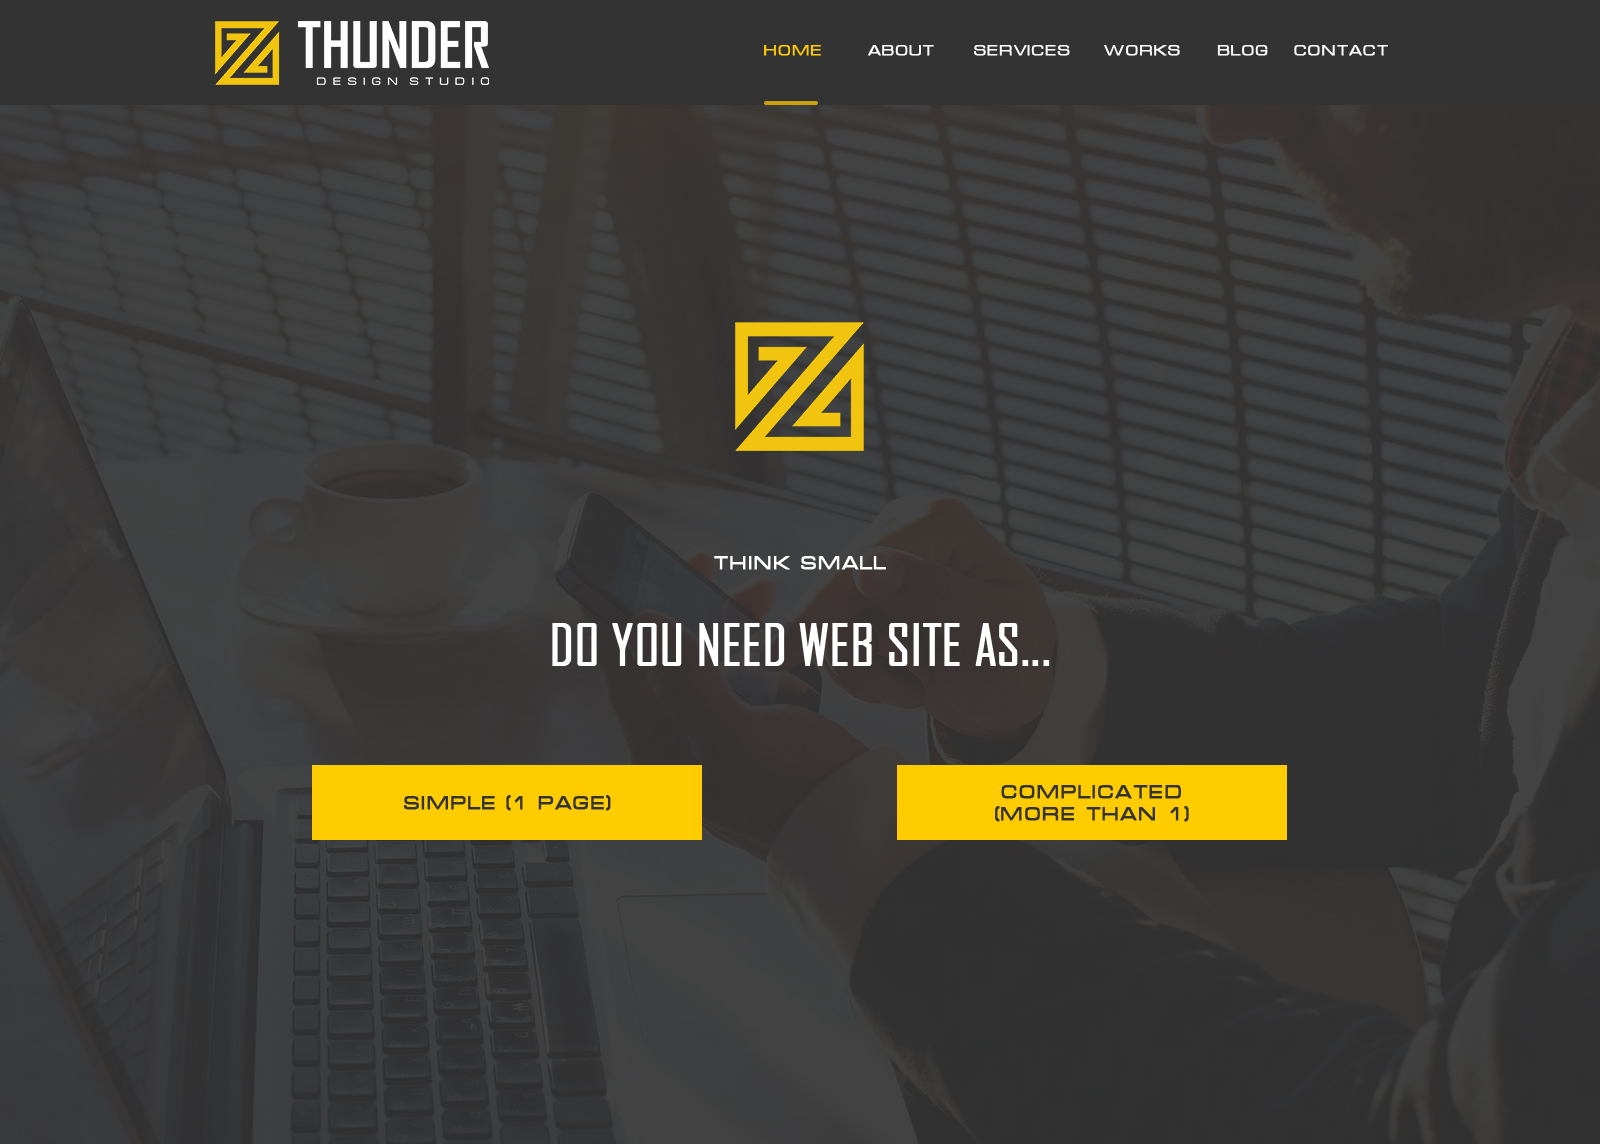 THUNDER
DESIGN STUDIO
HOME ABOUT SERVICES WORKS BLOG CONTACT
THINK SMALL
DO YOU NEED WEB SITE AS...
SIMPLE (1 PAGE)
COMPLICATED
(MORE THAN 1)